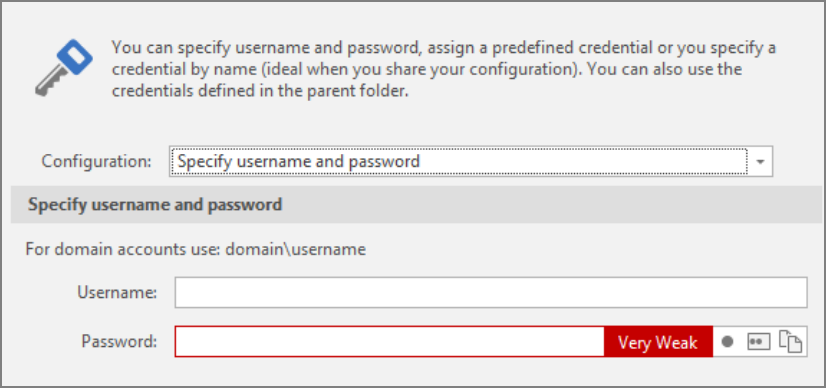 You can specify username and password, assign a predefined credential or you specify a
credential by name (ideal when you share your configuration). You can also use the
credentials defined in the parent folder.
Configuration: Specify username and password
Specify username and password
For domain accounts use: domain\username
Username:
Password: Very Weak